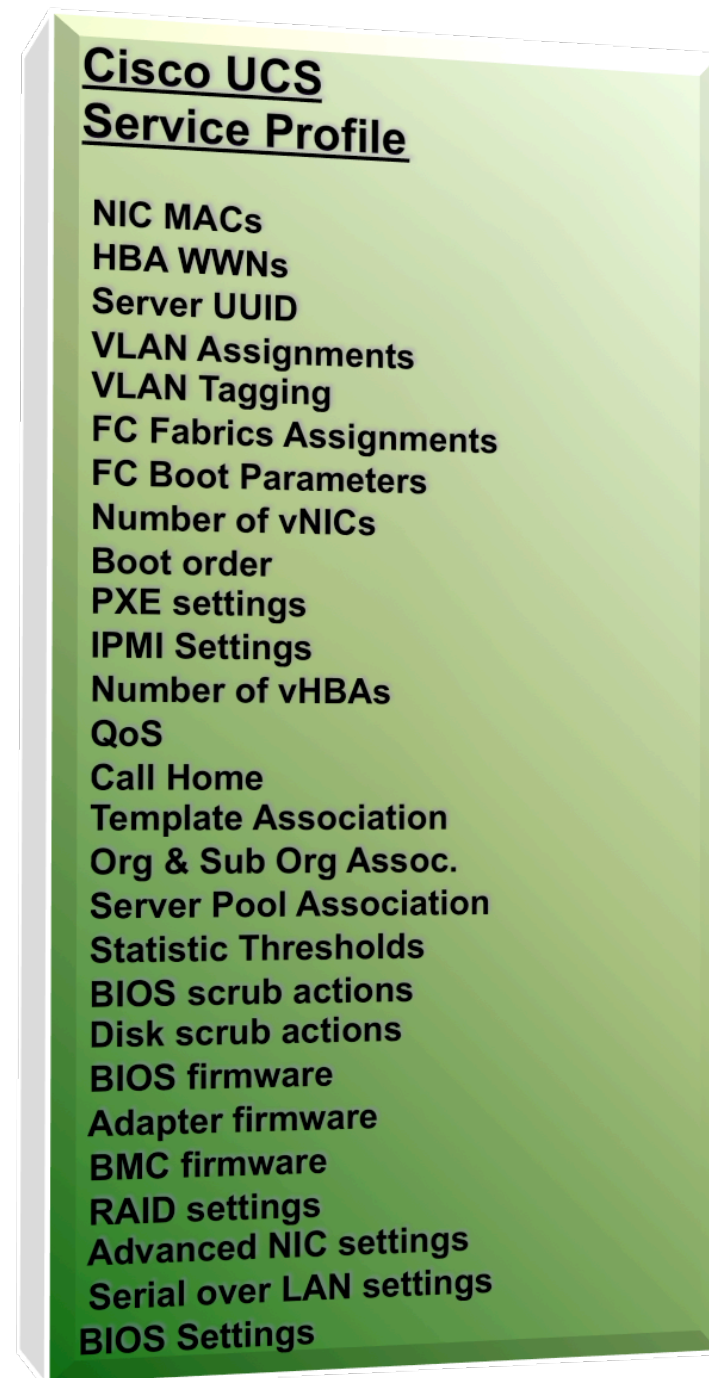 Cisco UCS
Service Profile
NIC MACs
HBA WWNs
Server UUID
VLAN Assignments
VLAN Tagging
FC Fabrics Assignments
FC Boot Parameters
Number of vNICs
Boot order
PXE settings
IPMI Settings
Number of vHBAs
QoS
Call Home
Template Association
Org & Sub Org Assoc.
Server Pool Association
Statistic Thresholds
BIOS scrub actions
Disk scrub actions
BIOS firmware
Adapter firmware
BMC firmware
RAID settings
Advanced NIC settings
Serial over LAN settings
BIOS Settings